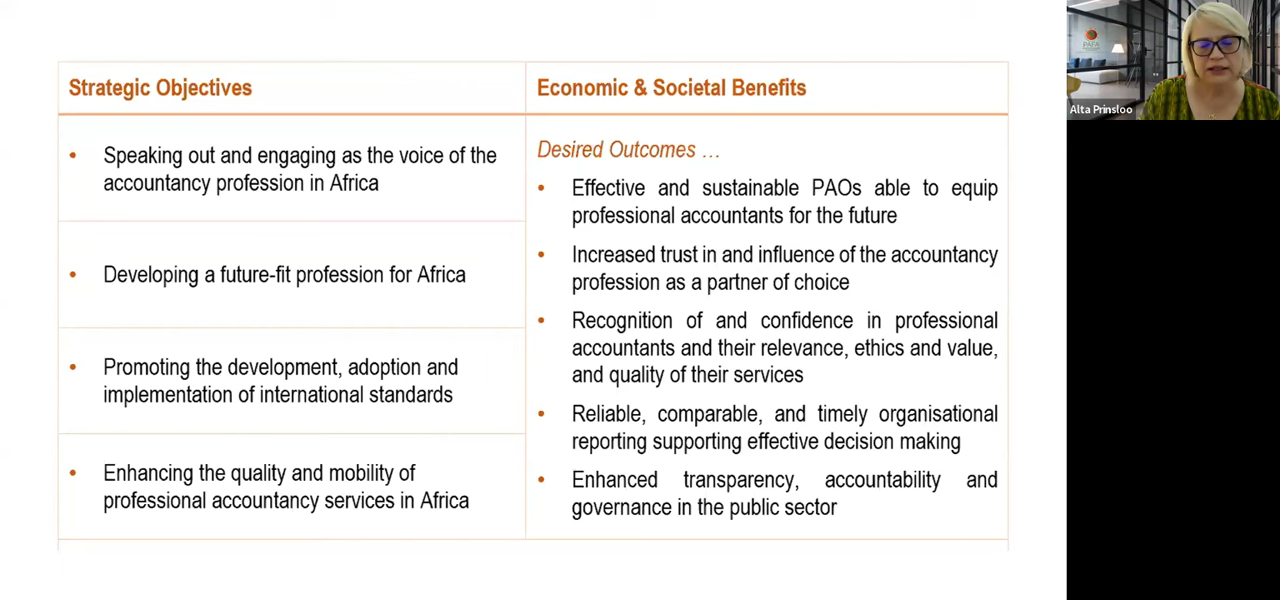 Strategic Objectives
Economic & Societal Benefits
• Speaking out and engaging as the voice of the
accountancy profession in Africa
• Developing a future-fit profession for Africa
• Promoting the development, adoption and
implementation of international standards
• Enhancing the quality and mobility of
professional accountancy services in Africa
Desired Outcomes …
• Effective and sustainable PAOs able to equip
professional accountants for the future
• Increased trust in and influence of the accountancy
profession as a partner of choice
• Recognition of and confidence in professional
accountants and their relevance, ethics and value,
and quality of their services
• Reliable, comparable, and timely organisational
reporting supporting effective decision making
• Enhanced transparency, accountability and
governance in the public sector
PAFA
Alta Prinsloo